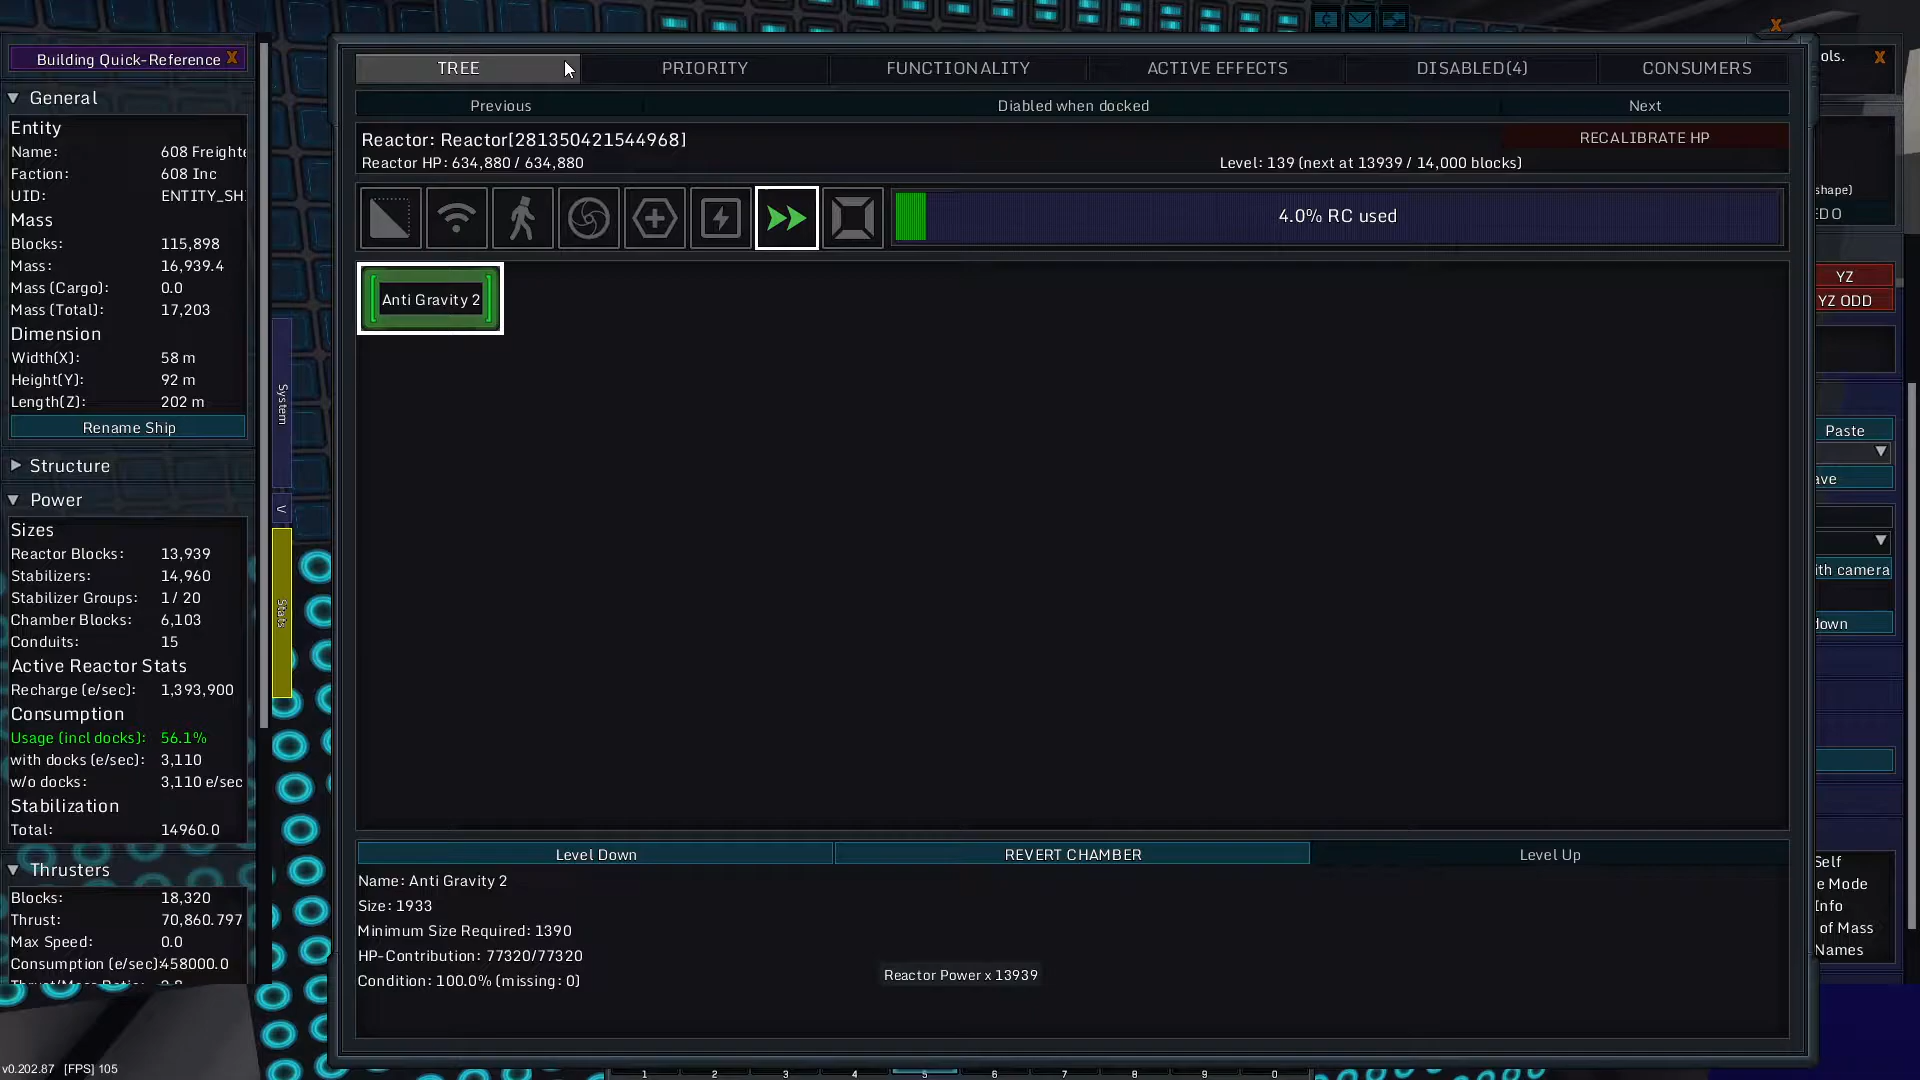 Building Quick-Reference X
General
Entity
Name: 608 Freighte
Faction: 608 Inc
UID: ENTITY_SH
Mass
Blocks: 115,898
Mass: 16,939.4
Mass (Cargo): 0.0
Mass (Total): 17,203
Dimension
Width(X): 58 m
Height(Y): 92 m
Length(Z): 202 m
Rename Ship
Structure
Power
Sizes
Reactor Blocks: 13,939
Stabilizers: 14,960
Stabilizer Groups: 1 / 20
Chamber Blocks: 6,103
Conduits: 15
Active Reactor Stats
Recharge (e/sec): 1,393,900
Consumption
Usage (incl docks): 56.1%
with docks (e/sec): 3,110
w/o docks: 3,110 e/sec
Stabilization
Total: 14960.0
Thrusters
Blocks: 18,320
Thrust: 70,860.797
Max Speed: 0.0
Consumption (e/sec):458000.0
v0.202.87 [FPS] 105
System
V
Stats
X
TREE PRIORITY FUNCTIONALITY ACTIVE EFFECTS DISABLED(4) CONSUMERS
Previous Diabled when docked Next
Reactor: Reactor[281350421544968] RECALIBRATE HP
Reactor HP: 634,880 / 634,880 Level: 139 (next at 13939 / 14,000 blocks)
4.0% RC used
Anti Gravity 2
Level Down REVERT CHAMBER Level Up
Name: Anti Gravity 2
Size: 1933
Minimum Size Required: 1390
HP-Contribution: 77320/77320
Condition: 100.0% (missing: 0)
Reactor Power x 13939
1 2 3 4 5 6 7 8 9 0
ols. X
shape)
DO
YZ
YZ ODD
Paste
ave
ith camera
down
Self
e Mode
Info
of Mass
Names